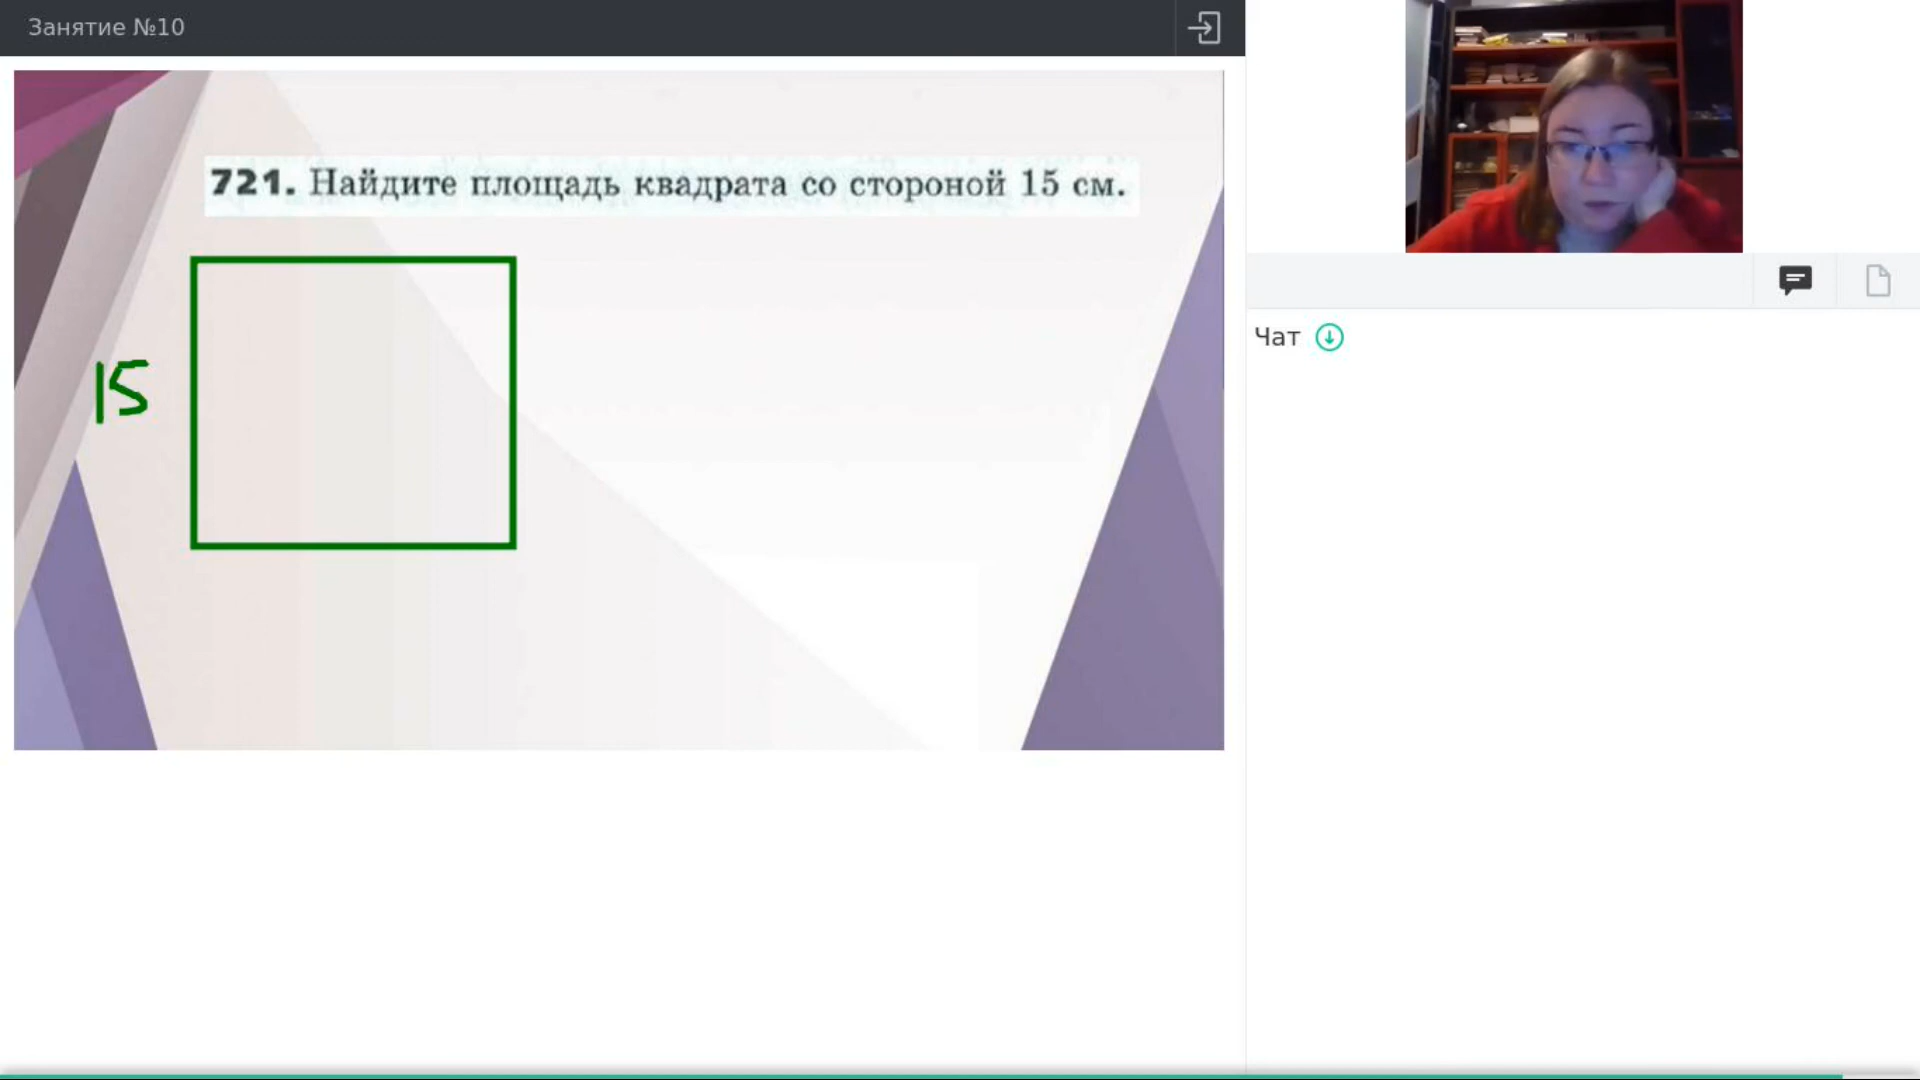 Занятие №10
721. Найдите площадь квадрата со стороной 15 см.
15
Чат